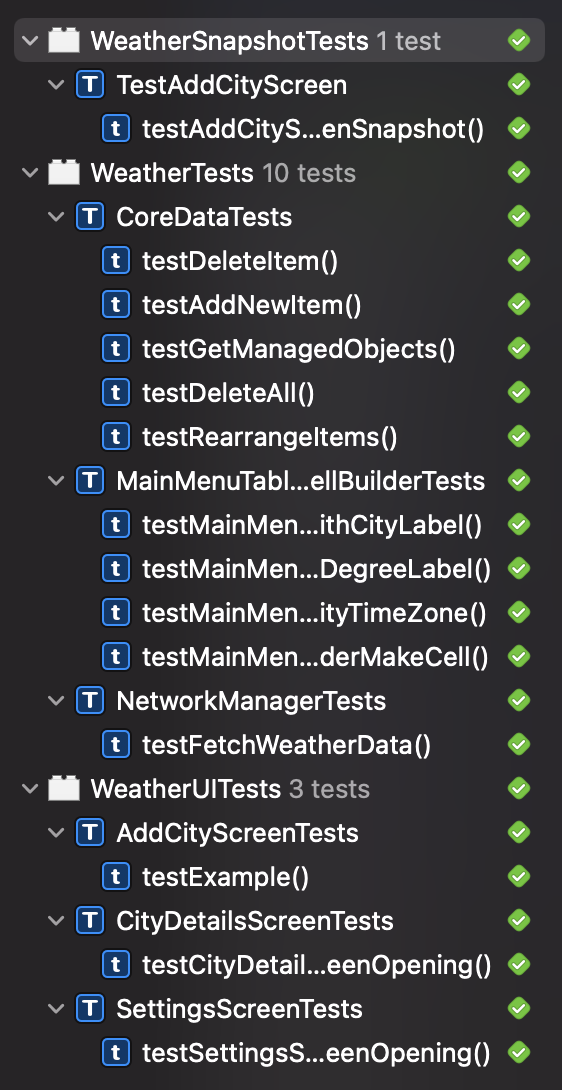 WeatherSnapshotTests 1 test
T TestAddCityScreen
t testAddCityS...enSnapshot()
WeatherTests 10 tests
T CoreDataTests
t testDeleteItem()
t testAddNewItem()
t testGetManagedObjects()
t testDeleteAll()
t testRearrangeItems()
T MainMenuTabl...ellBuilderTests
t testMainMen...ithCityLabel()
t testMainMen...DegreeLabel()
t testMainMen...ityTimeZone()
t testMainMen...derMakeCell()
T NetworkManagerTests
t testFetchWeatherData()
WeatherUITests 3 tests
T AddCityScreenTests
t testExample()
T CityDetailsScreenTests
t testCityDetail...eenOpening()
T SettingsScreenTests
t testSettingsS...eenOpening()